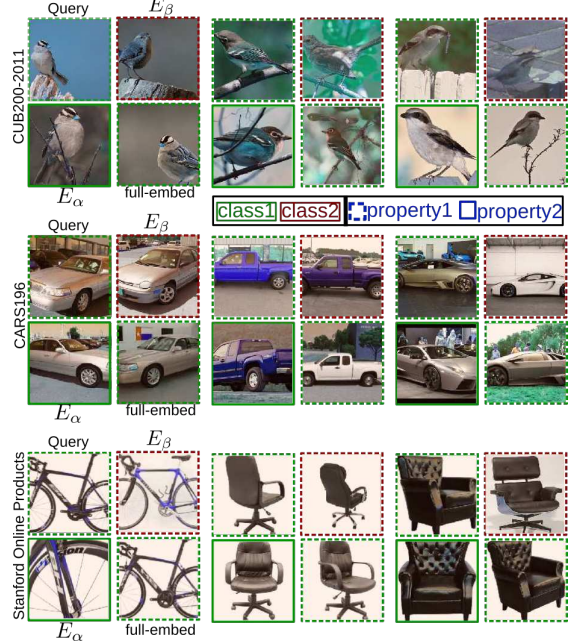 Query
E_β
CUB200-2011
E_α
full-embed
class1 class2 property1 property2
E_β
Query
CARS196
E_α
full-embed
Query
E_β
Stanford Online Products
E_α
full-embed